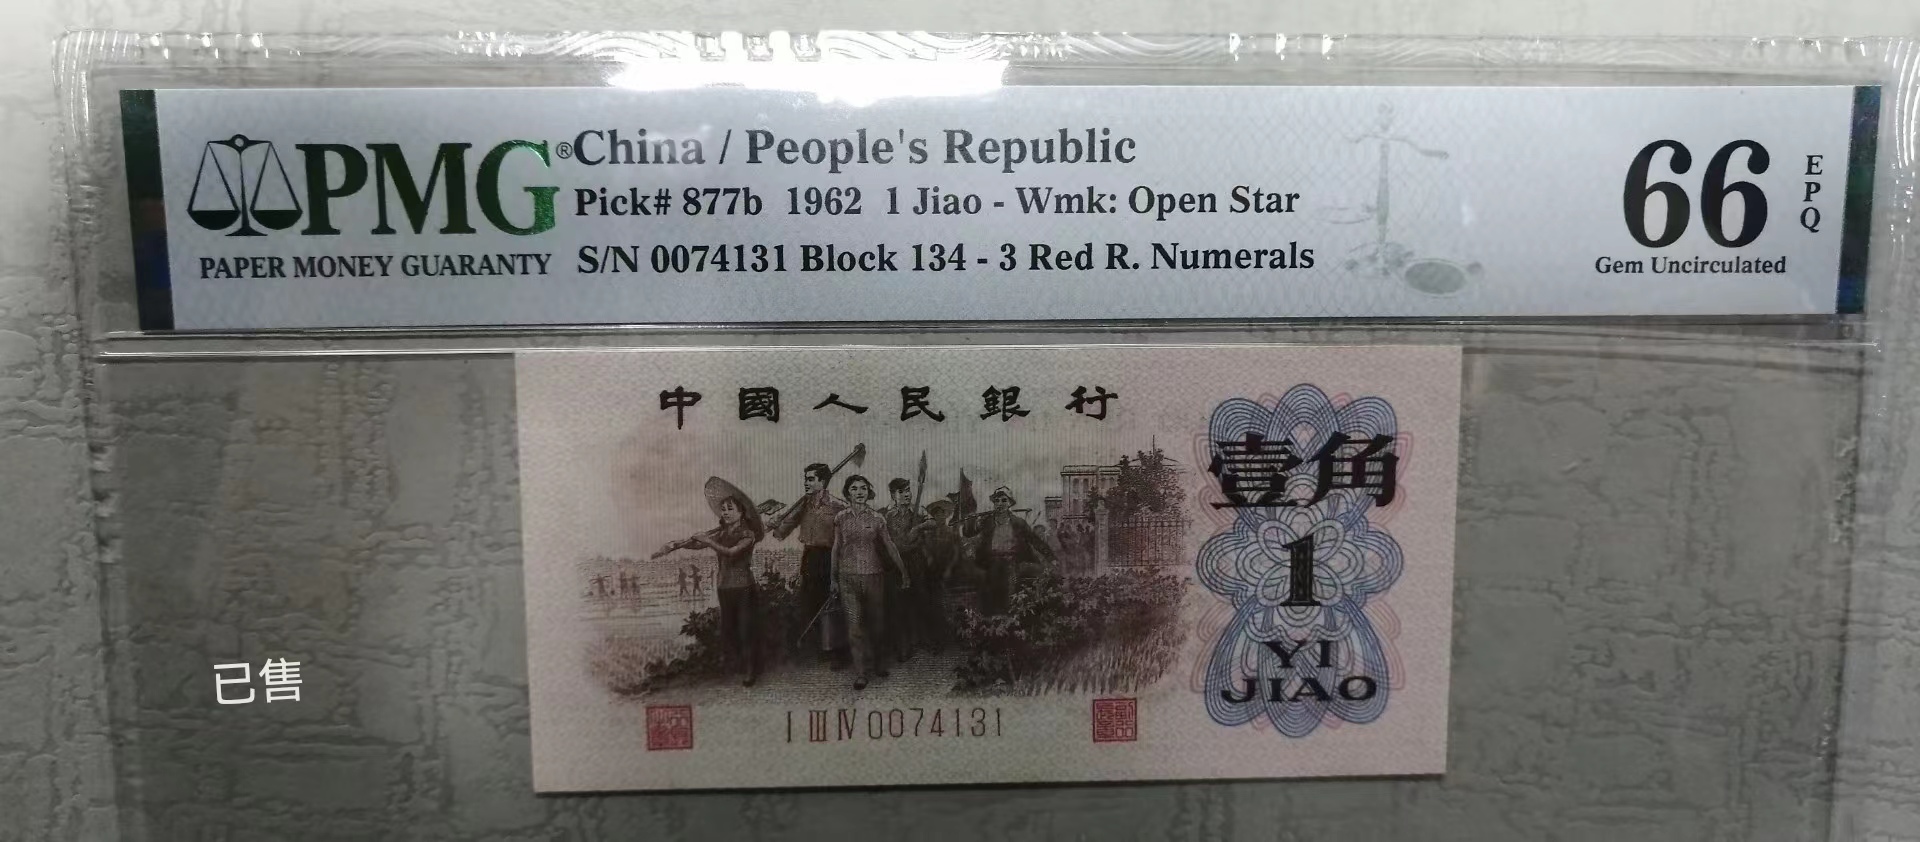 PMG®
PAPER MONEY GUARANTY
China / People's Republic
Pick# 877b 1962 1 Jiao - Wmk: Open Star
S/N 0074131 Block 134 - 3 Red R. Numerals
66
EPQ
Gem Uncirculated
中國人民銀行
壹角
1
YI
JIAO
I III IV 0074131
已售